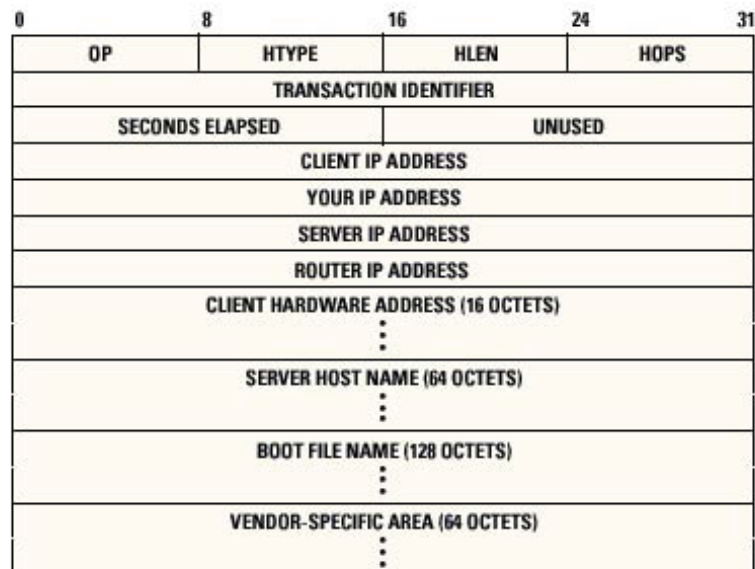 0 8 16 24 31
OP HTYPE HLEN HOPS
TRANSACTION IDENTIFIER
SECONDS ELAPSED UNUSED
CLIENT IP ADDRESS
YOUR IP ADDRESS
SERVER IP ADDRESS
ROUTER IP ADDRESS
CLIENT HARDWARE ADDRESS (16 OCTETS)
SERVER HOST NAME (64 OCTETS)
BOOT FILE NAME (128 OCTETS)
VENDOR-SPECIFIC AREA (64 OCTETS)